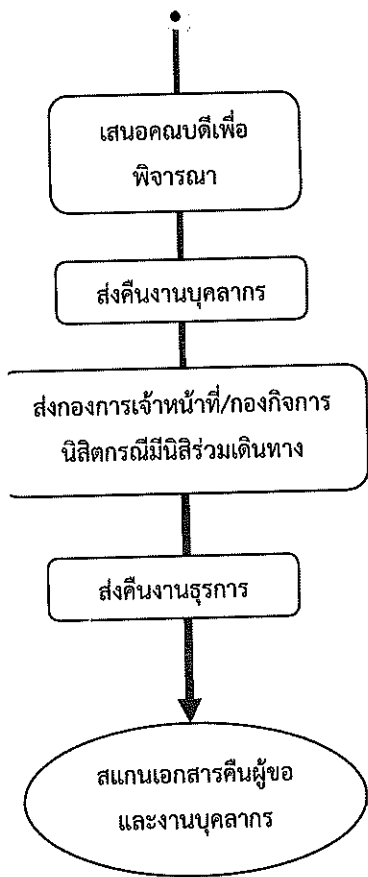 เสนอคณบดีเพื่อ
พิจารณา
ส่งคืนงานบุคลากร
ส่งกองการเจ้าหน้าที่/กองกิจการ
นิสิตกรณีมีนิสิร่วมเดินทาง
ส่งคืนงานธุรการ
สแกนเอกสารคืนผู้ขอ
และงานบุคลากร